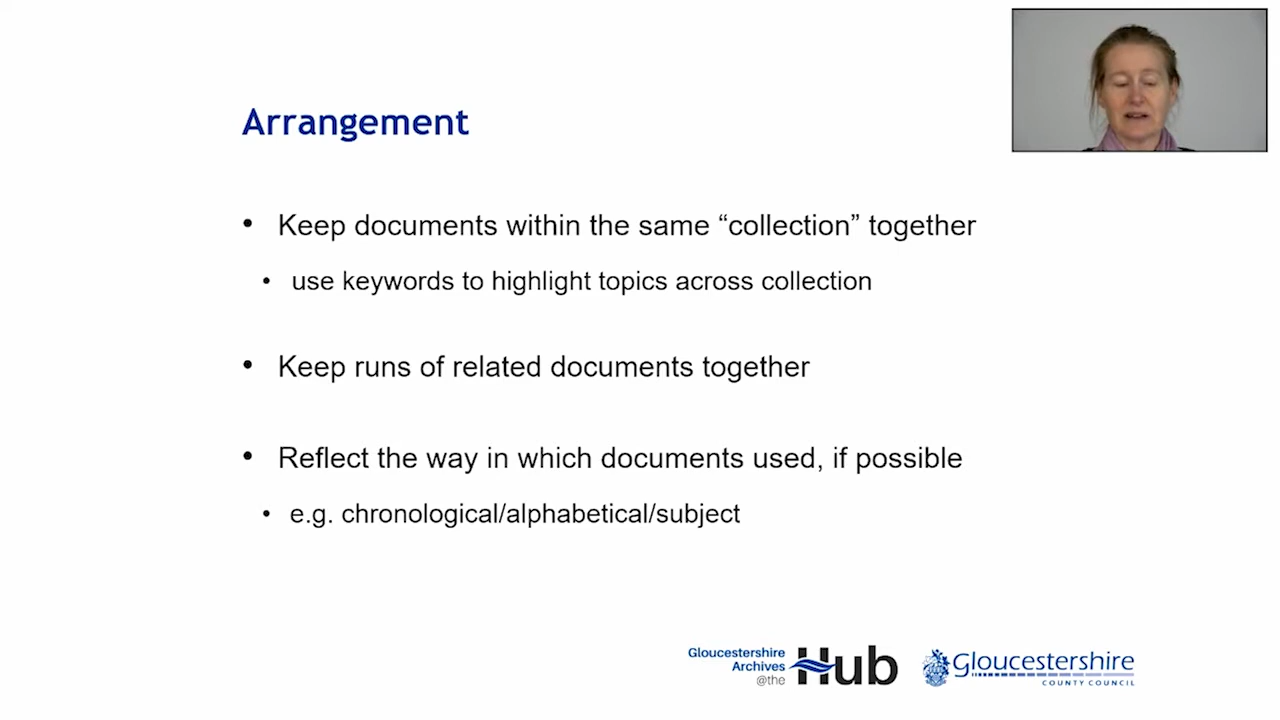 Arrangement
• Keep documents within the same “collection” together
• use keywords to highlight topics across collection
• Keep runs of related documents together
• Reflect the way in which documents used, if possible
• e.g. chronological/alphabetical/subject
Gloucestershire
Archives
@the
Hub
Gloucestershire
COUNTY COUNCIL